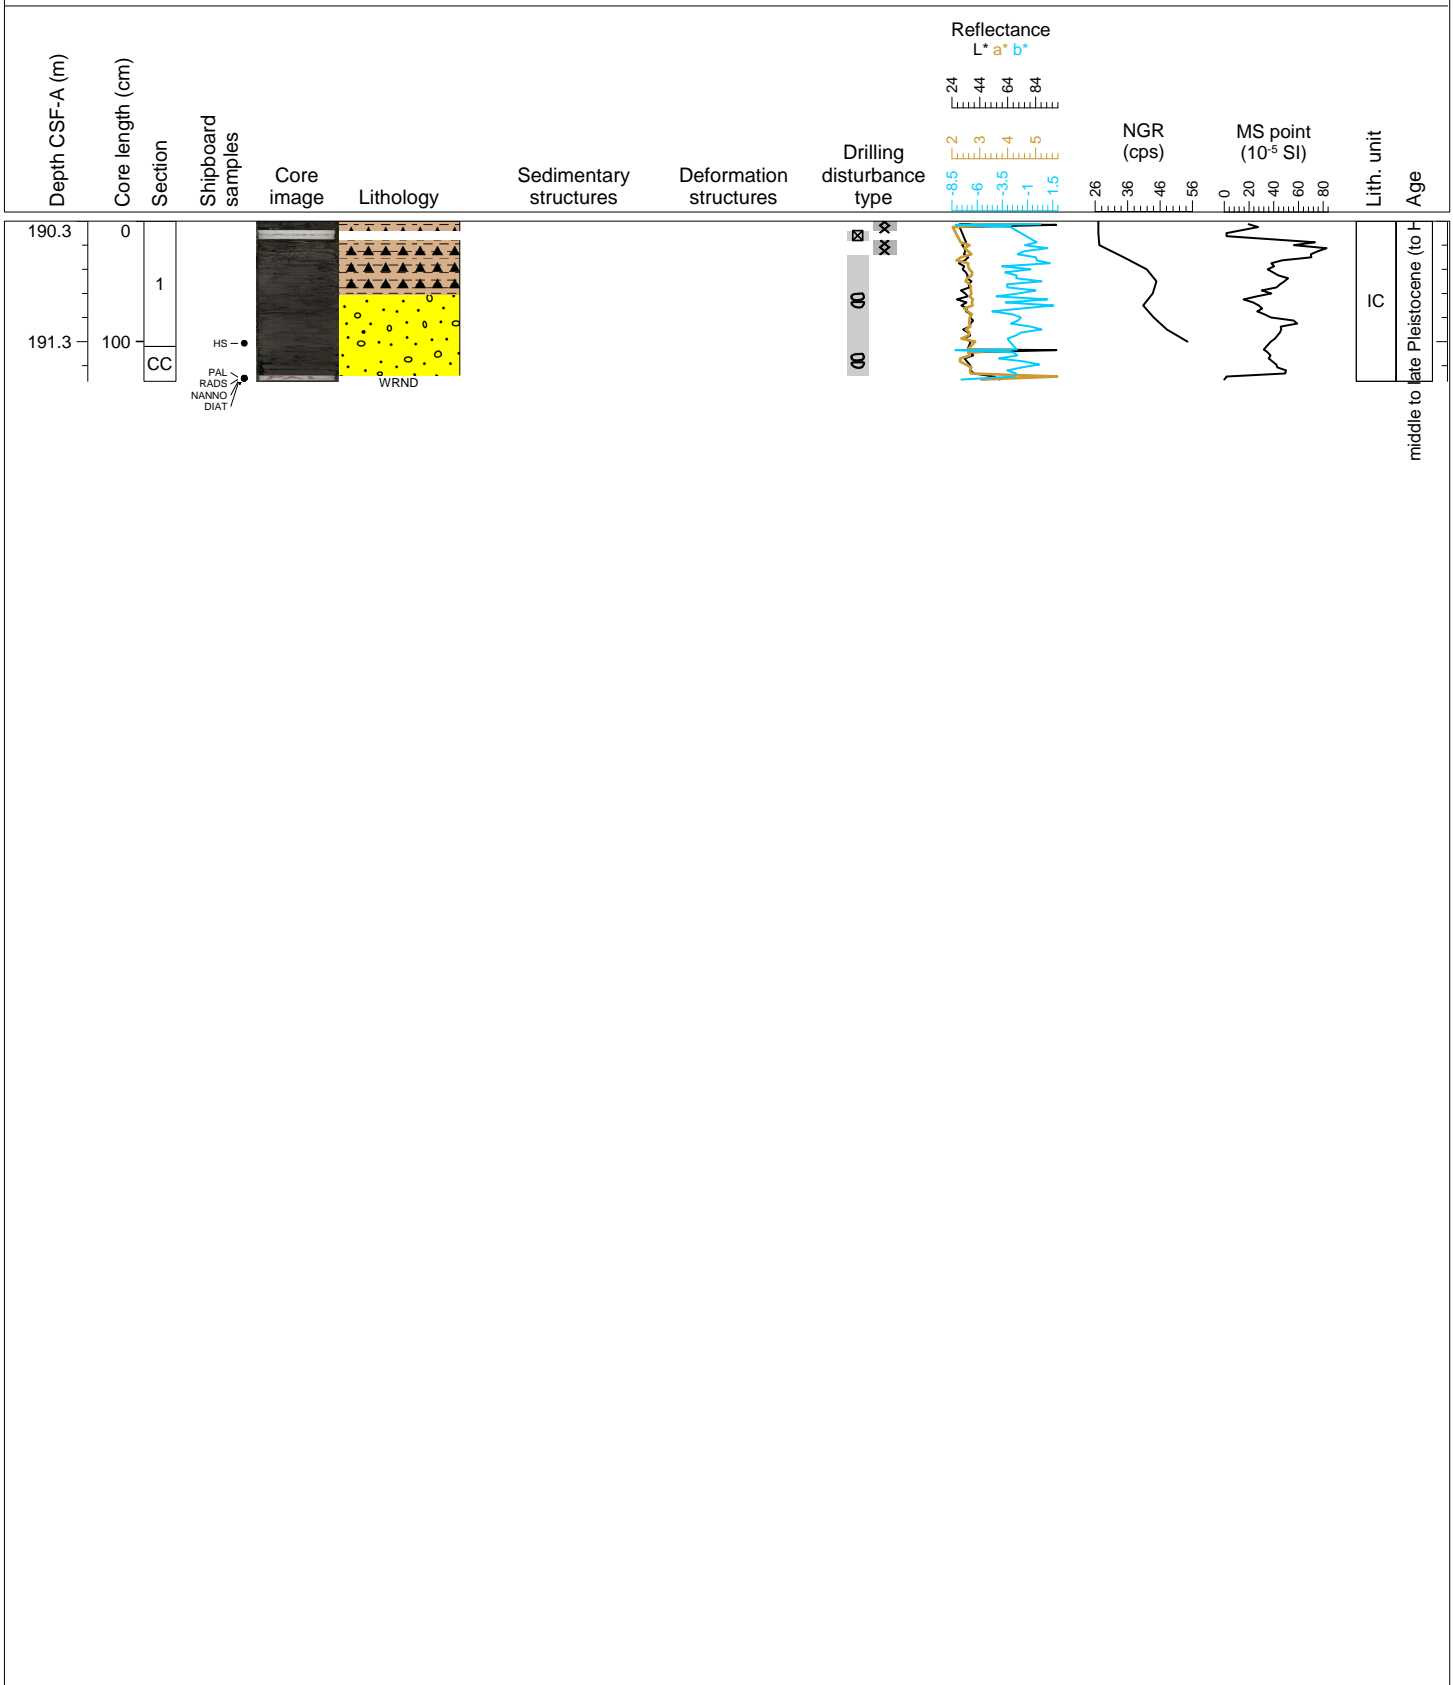 Depth CSF-A (m)
Core length (cm)
Section
Shipboard
samples
Core
image
Lithology
Sedimentary
structures
Deformation
structures
Drilling
disturbance
type
Reflectance
L* a* b*
24 44 64 84
2 3 4 5
-8.5 -6 -3.5 -1 1.5
NGR
(cps)
26 36 46 56
MS point
(10⁻⁵ SI)
0 20 40 60 80
Lith. unit
Age
190.3
0
1
191.3
100
CC
HS
PAL
RADS
NANNO
DIAT
WRND
IC
middle to late Pleistocene (to H